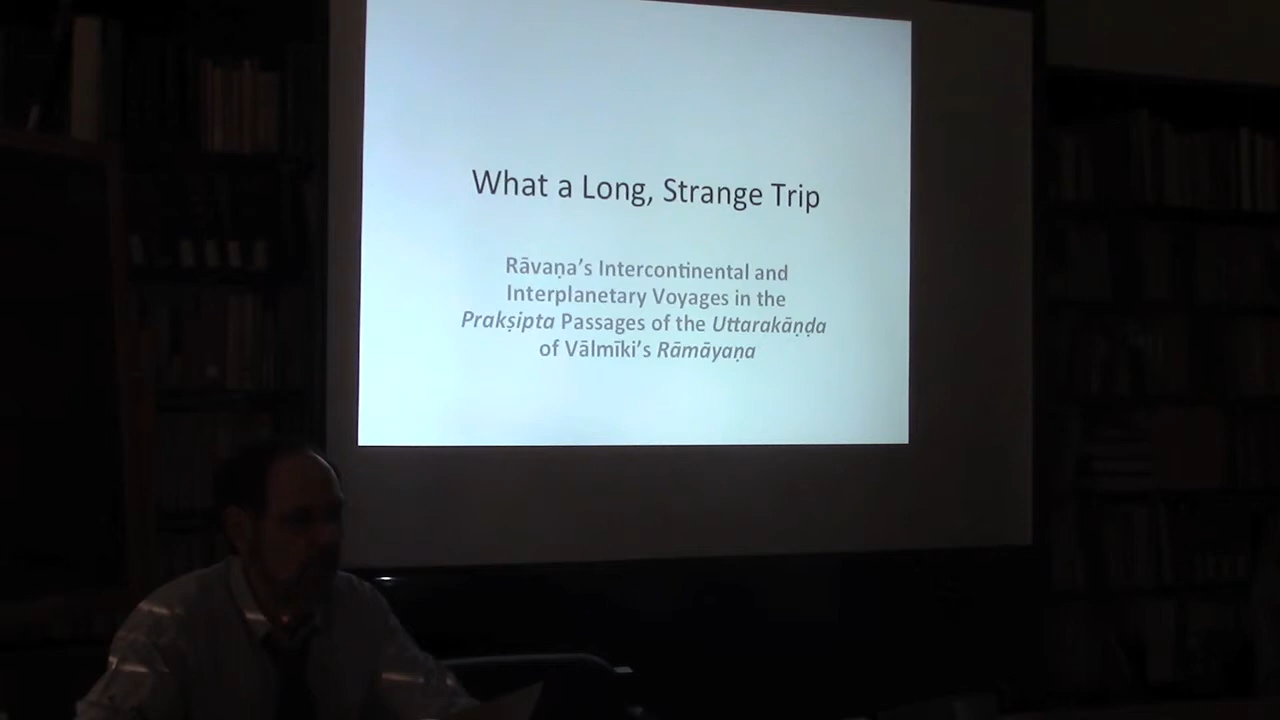 What a Long, Strange Trip
Rāvaṇa's Intercontinental and
Interplanetary Voyages in the
Prakṣipta Passages of the Uttarakāṇḍa
of Vālmīki's Rāmāyaṇa